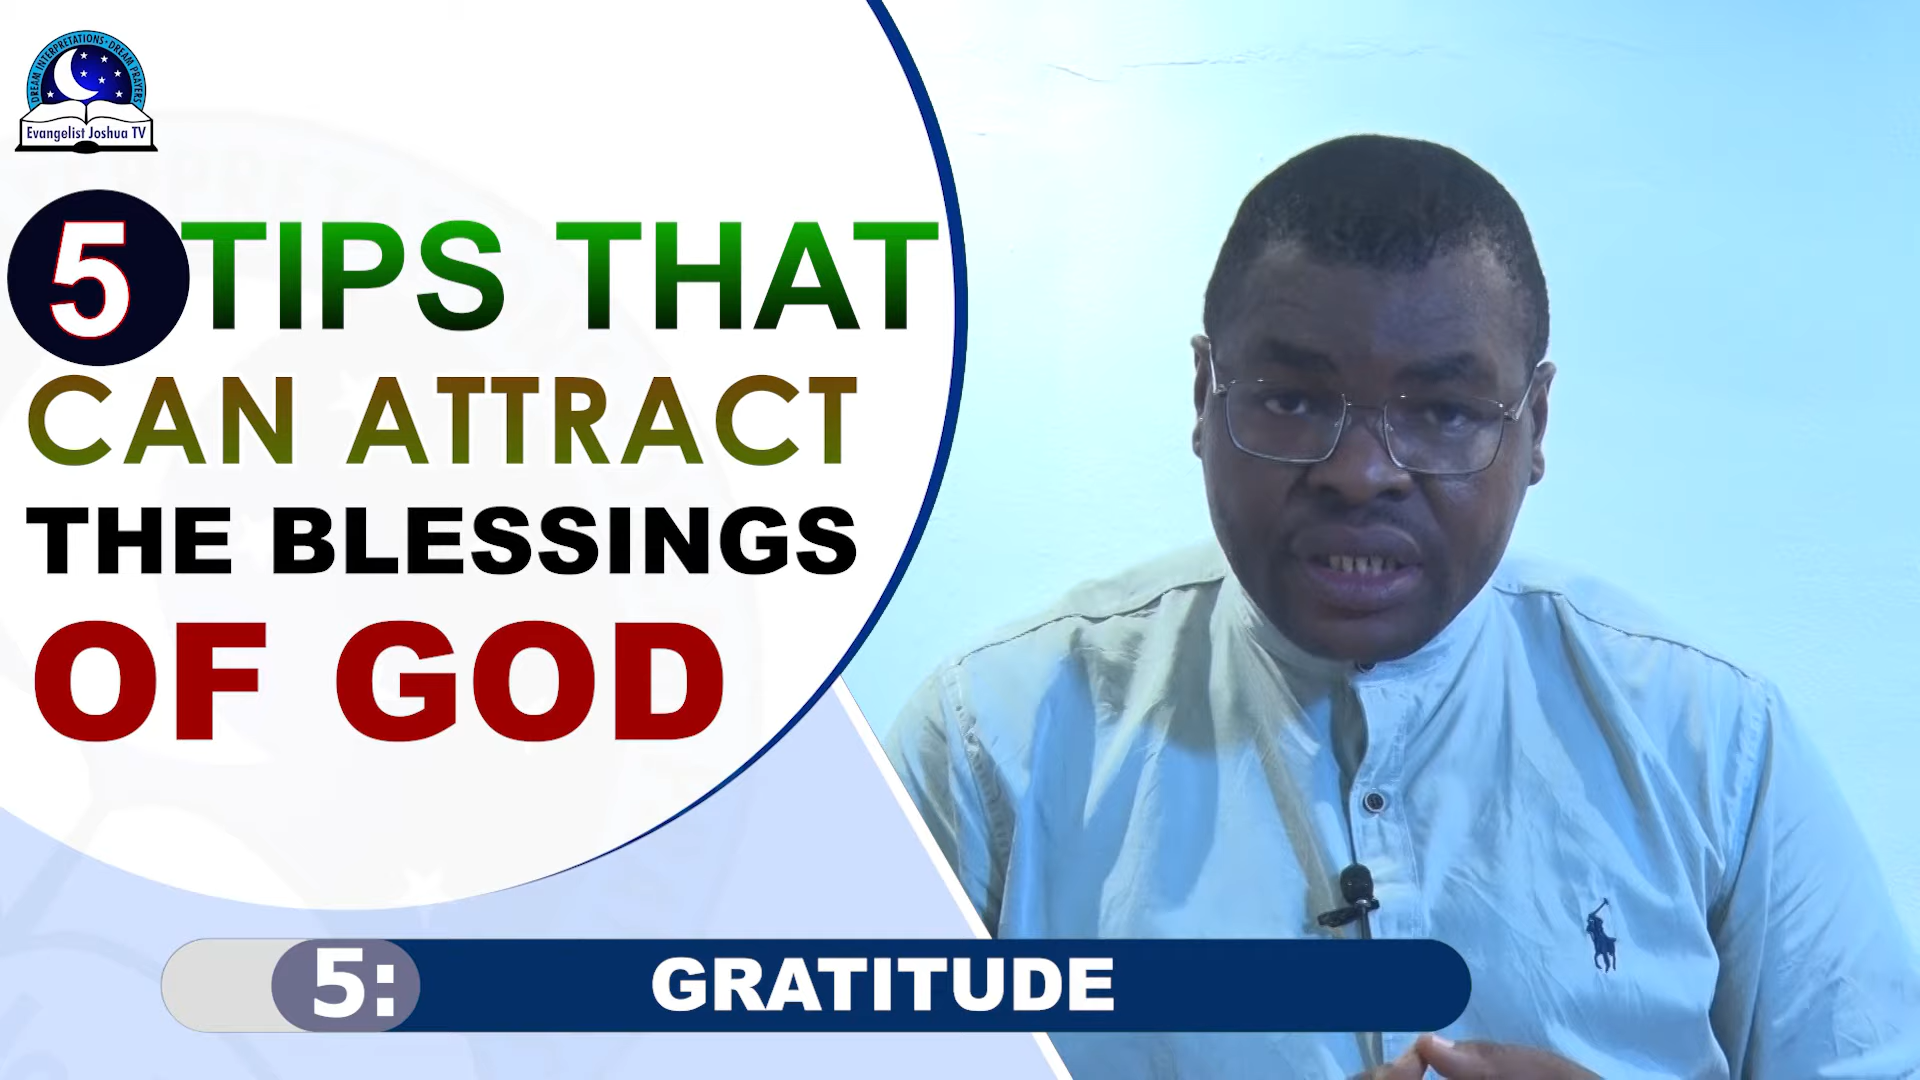 DREAM INTERPRETATIONS · DREAM PRAYERS
Evangelist Joshua TV
5 TIPS THAT
CAN ATTRACT
THE BLESSINGS
OF GOD
5: GRATITUDE